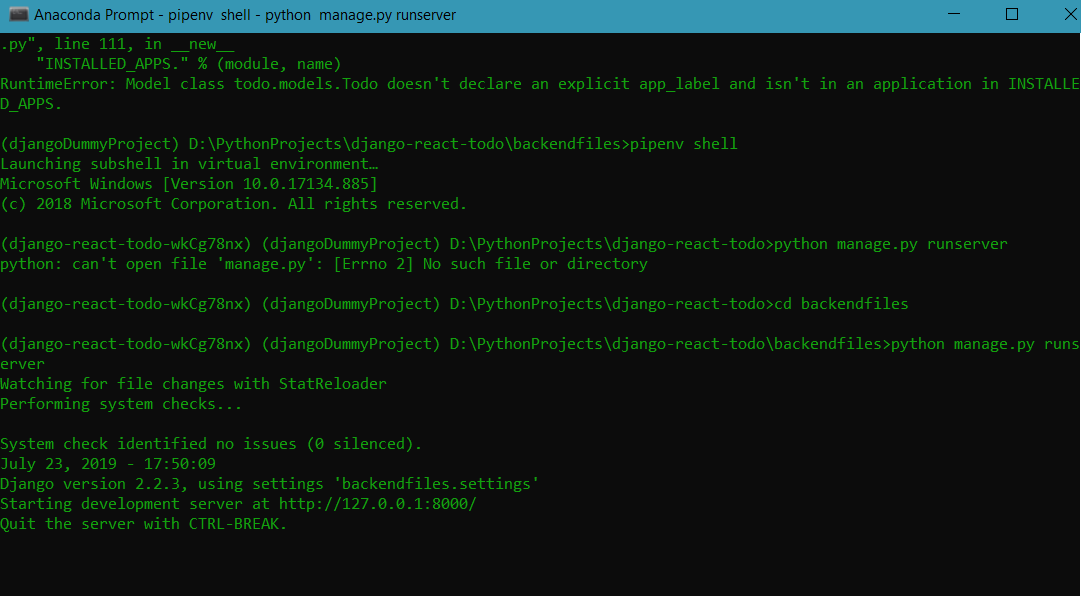 Anaconda Prompt - pipenv  shell - python  manage.py runserver
.py", line 111, in __new__
    "INSTALLED_APPS." % (module, name)
RuntimeError: Model class todo.models.Todo doesn't declare an explicit app_label and isn't in an application in INSTALLE
D_APPS.
(djangoDummyProject) D:\PythonProjects\django-react-todo\backendfiles>pipenv shell
Launching subshell in virtual environment…
Microsoft Windows [Version 10.0.17134.885]
(c) 2018 Microsoft Corporation. All rights reserved.
(django-react-todo-wkCg78nx) (djangoDummyProject) D:\PythonProjects\django-react-todo>python manage.py runserver
python: can't open file 'manage.py': [Errno 2] No such file or directory
(django-react-todo-wkCg78nx) (djangoDummyProject) D:\PythonProjects\django-react-todo>cd backendfiles
(django-react-todo-wkCg78nx) (djangoDummyProject) D:\PythonProjects\django-react-todo\backendfiles>python manage.py runs
erver
Watching for file changes with StatReloader
Performing system checks...
System check identified no issues (0 silenced).
July 23, 2019 - 17:50:09
Django version 2.2.3, using settings 'backendfiles.settings'
Starting development server at http://127.0.0.1:8000/
Quit the server with CTRL-BREAK.